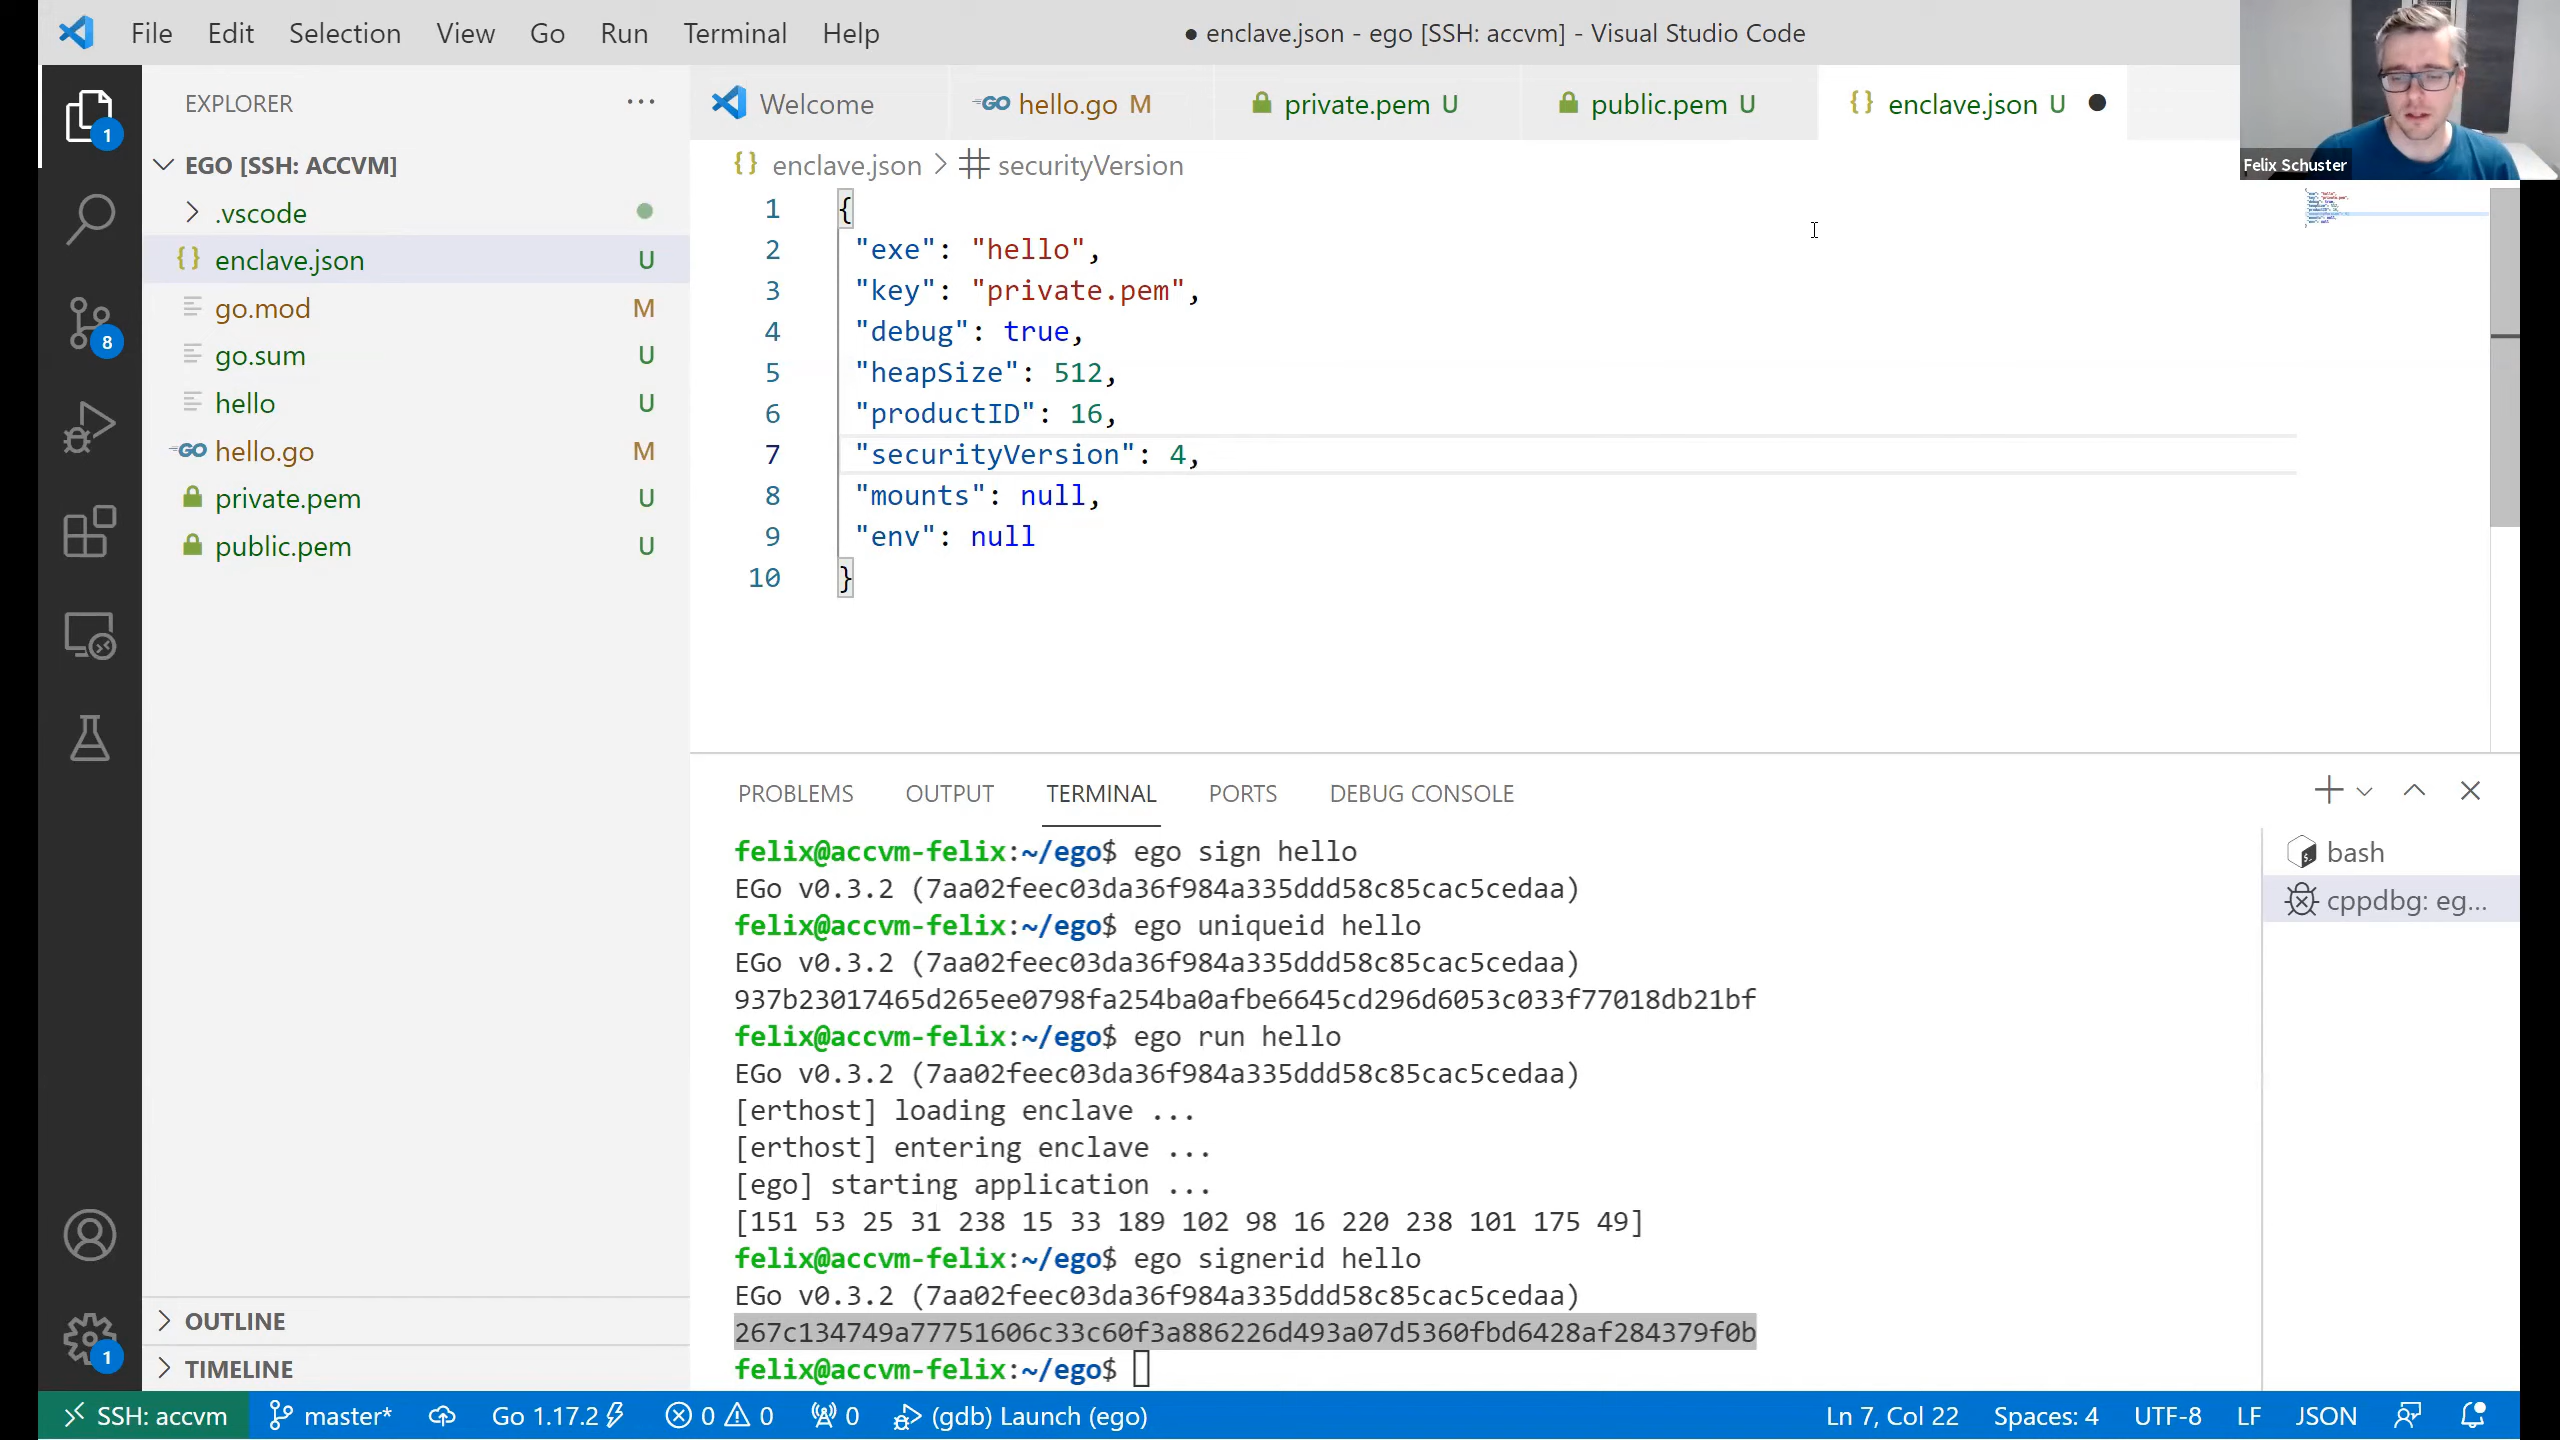 File Edit Selection View Go Run Terminal Help
● enclave.json - ego [SSH: accvm] - Visual Studio Code
Felix Schuster
EXPLORER ...
EGO [SSH: ACCVM]
.vscode
enclave.json U
go.mod M
go.sum U
hello U
GO hello.go M
private.pem U
public.pem U
OUTLINE
TIMELINE
1
8
1
Welcome
GO hello.go M
private.pem U
public.pem U
{} enclave.json U ●
{} enclave.json > # securityVersion
1 {
2 "exe": "hello",
3 "key": "private.pem",
4 "debug": true,
5 "heapSize": 512,
6 "productID": 16,
7 "securityVersion": 4,
8 "mounts": null,
9 "env": null
10 }
PROBLEMS OUTPUT TERMINAL PORTS DEBUG CONSOLE
felix@accvm-felix:~/ego$ ego sign hello
EGo v0.3.2 (7aa02feec03da36f984a335ddd58c85cac5cedaa)
felix@accvm-felix:~/ego$ ego uniqueid hello
EGo v0.3.2 (7aa02feec03da36f984a335ddd58c85cac5cedaa)
937b23017465d265ee0798fa254ba0afbe6645cd296d6053c033f77018db21bf
felix@accvm-felix:~/ego$ ego run hello
EGo v0.3.2 (7aa02feec03da36f984a335ddd58c85cac5cedaa)
[erthost] loading enclave ...
[erthost] entering enclave ...
[ego] starting application ...
[151 53 25 31 238 15 33 189 102 98 16 220 238 101 175 49]
felix@accvm-felix:~/ego$ ego signerid hello
EGo v0.3.2 (7aa02feec03da36f984a335ddd58c85cac5cedaa)
267c134749a77751606c33c60f3a886226d493a07d5360fbd6428af284379f0b
felix@accvm-felix:~/ego$
bash
cppdbg: eg...
SSH: accvm master* Go 1.17.2 0 0 0 (gdb) Launch (ego) Ln 7, Col 22 Spaces: 4 UTF-8 LF JSON